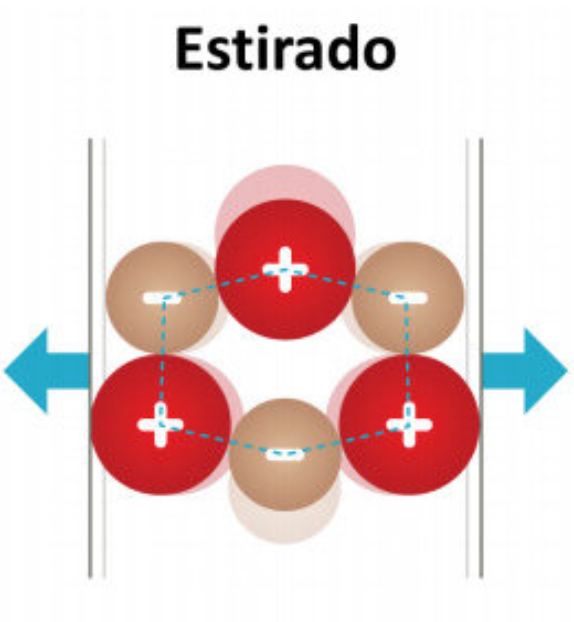 Estirado
+
- -
+ +
-